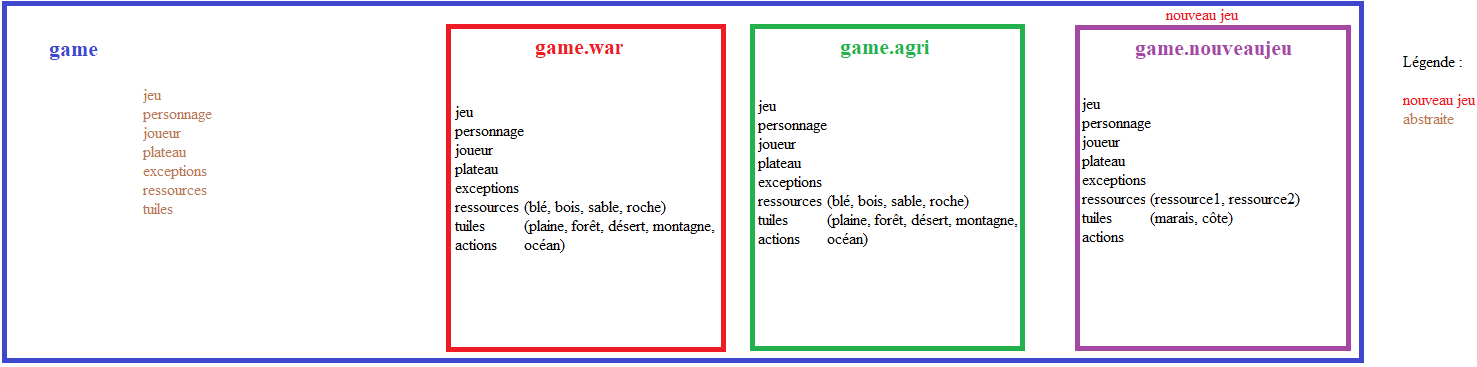 game
jeu
personnage
joueur
plateau
exceptions
ressources
tuiles
game.war
jeu
personnage
joueur
plateau
exceptions
ressources (blé, bois, sable, roche)
tuiles (plaine, forêt, désert, montagne,
actions océan)
game.agri
jeu
personnage
joueur
plateau
exceptions
ressources (blé, bois, sable, roche)
tuiles (plaine, forêt, désert, montagne,
actions océan)
nouveau jeu
game.nouveaujeu
jeu
personnage
joueur
plateau
exceptions
ressources (ressource1, ressource2)
tuiles (marais, côte)
actions
Légende :
nouveau jeu
abstraite